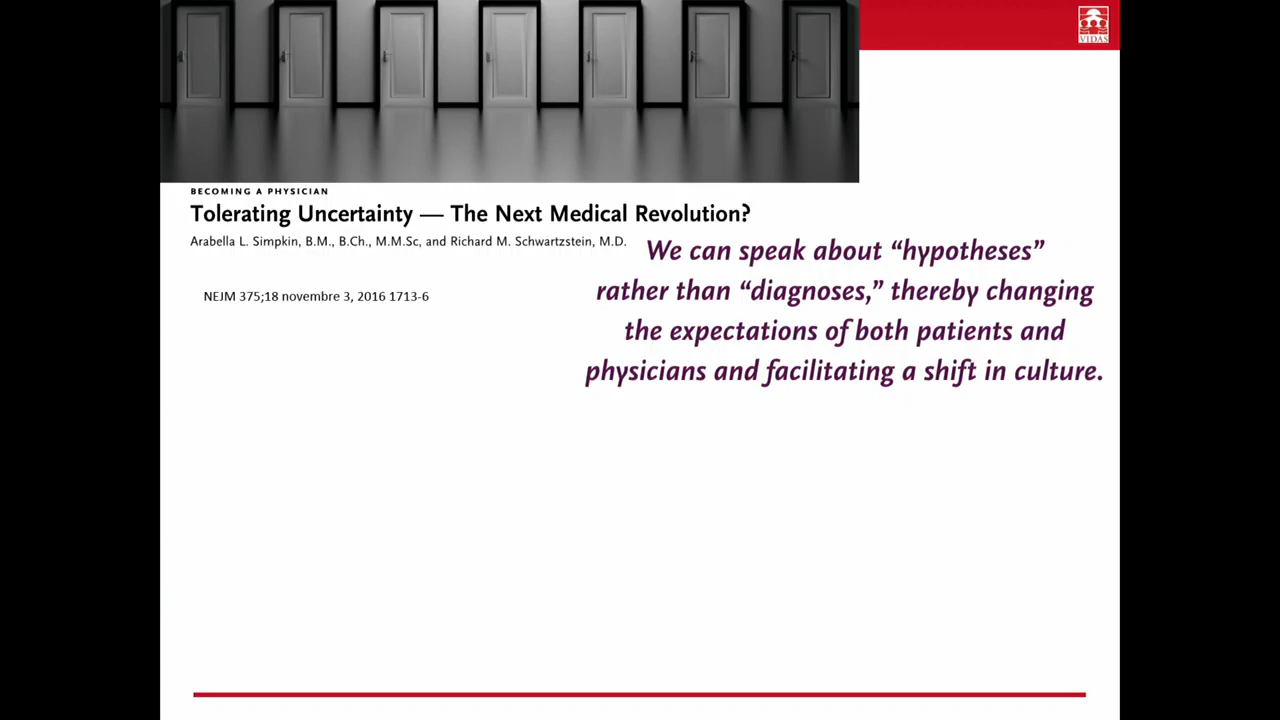 VIDAS
BECOMING A PHYSICIAN
Tolerating Uncertainty — The Next Medical Revolution?
Arabella L. Simpkin, B.M., B.Ch., M.M.Sc, and Richard M. Schwartzstein, M.D.
NEJM 375;18 novembre 3, 2016 1713-6
We can speak about “hypotheses”
rather than “diagnoses,” thereby changing
the expectations of both patients and
physicians and facilitating a shift in culture.